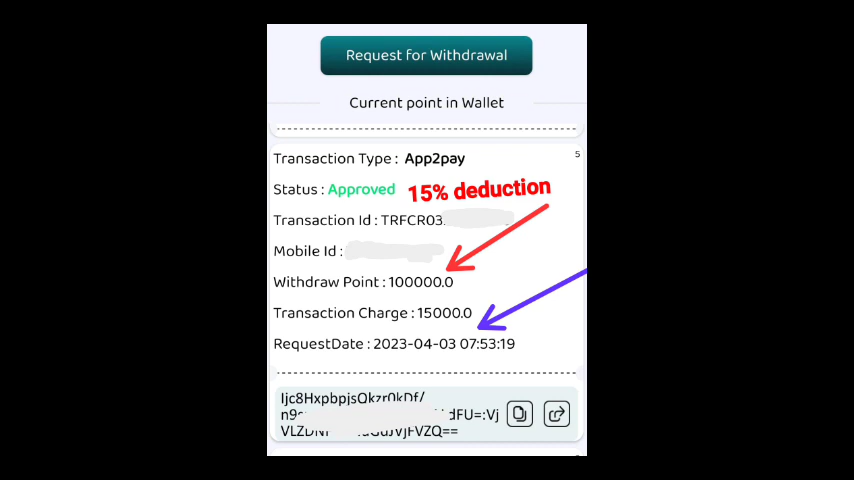 Request for Withdrawal
Current point in Wallet
5
Transaction Type : App2pay
Status : Approved
15% deduction
Transaction Id : TRFCR03
Mobile Id :
Withdraw Point : 100000.0
Transaction Charge : 15000.0
RequestDate : 2023-04-03 07:53:19
Ijc8HxpbpjsQkzr0kDf/
dFU=:Vj